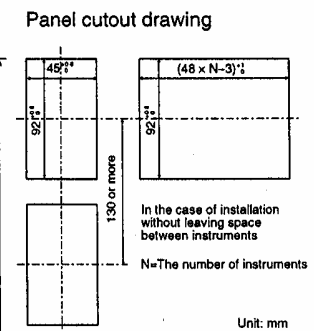 Panel cutout drawing
45 +0.6 0
(48 x N–3) +1 0
92 +0.8 0
92 +0.8 0
130 or more
In the case of installation
without leaving space
between instruments
N=The number of instruments
Unit: mm